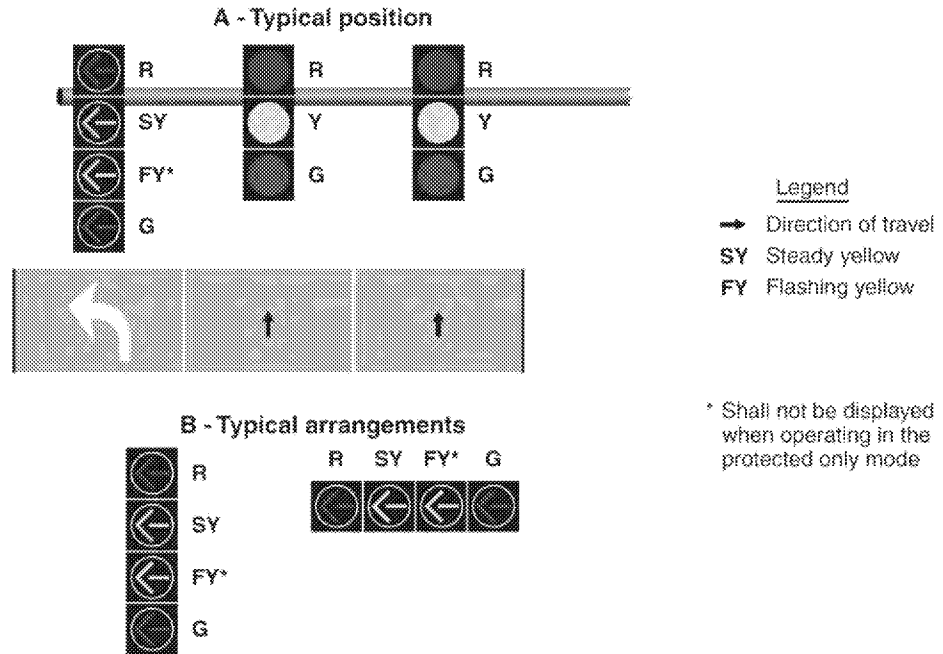 A - Typical position
R
R
R
SY
Y
Y
FY*
G
G
G
Legend
Direction of travel
SY Steady yellow
FY Flashing yellow
B - Typical arrangements
R
SY
FY*
G
R SY FY* G
* Shall not be displayed
when operating in the
protected only mode